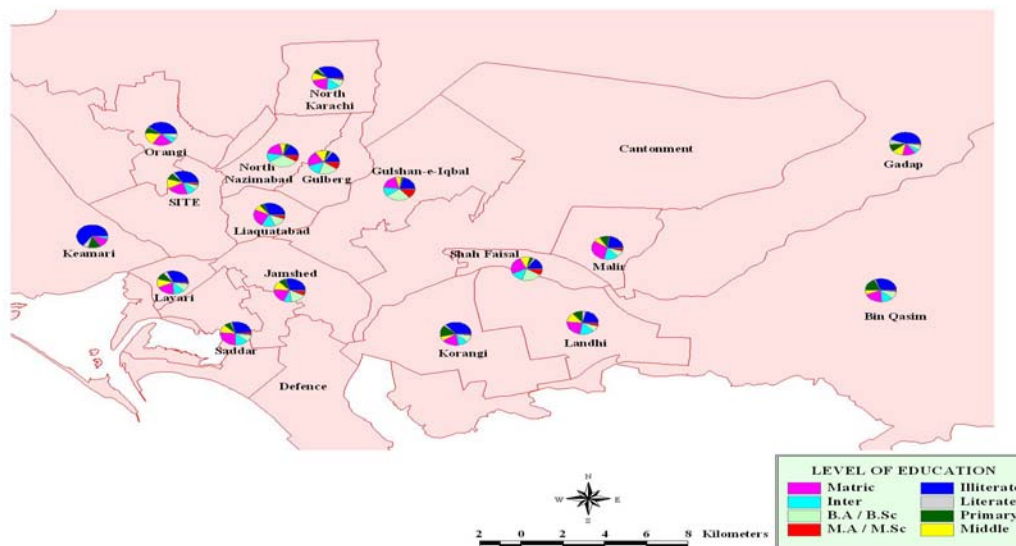 North
Karachi
Orangi
North
Nazimabad
Gulberg
Gulshan-e-Iqbal
Cantonment
Gadap
SITE
Liaquatabad
Keamari
Shah Faisal
Malir
Layari
Jamshed
Bin Qasim
Saddar
Korangi
Landhi
Defence
LEVEL OF EDUCATION
Matric
Illiterate
Inter
Literate
B.A / B.Sc
Primary
M.A / M.Sc
Middle
N
W E
S
2 0 2 4 6 8 Kilometers